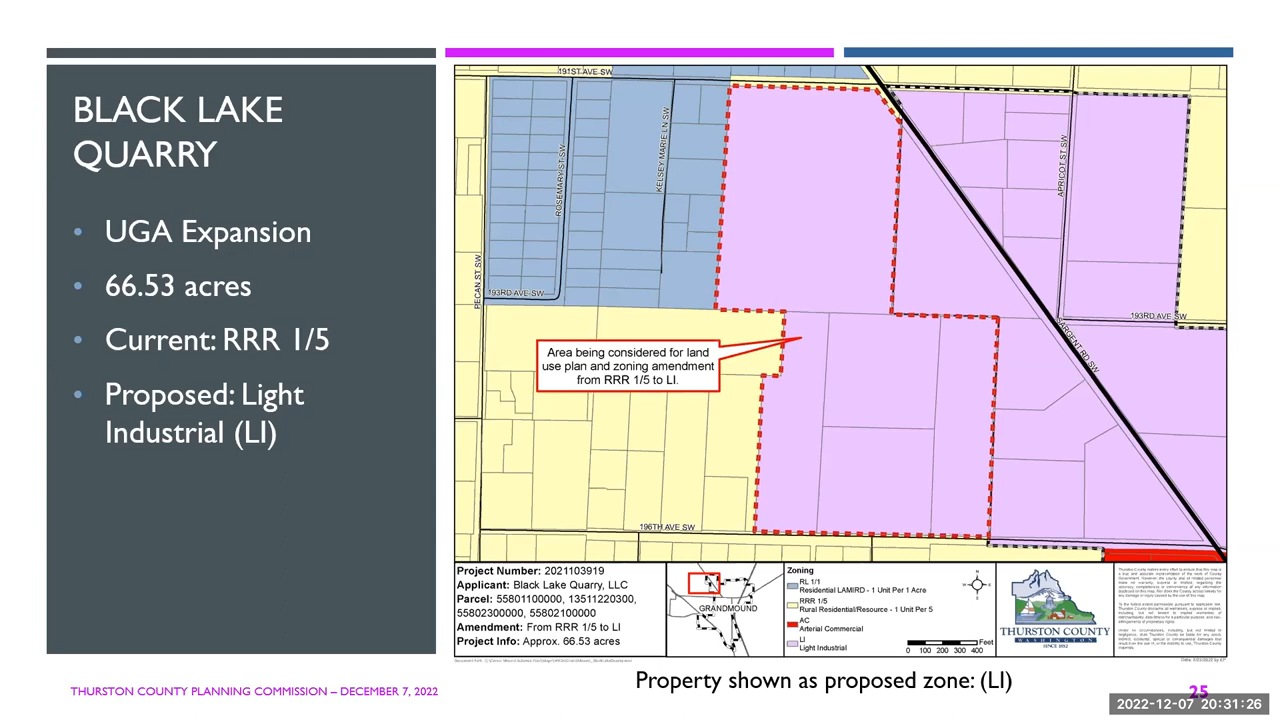 BLACK LAKE
QUARRY
• UGA Expansion
• 66.53 acres
• Current: RRR 1/5
• Proposed: Light
Industrial (LI)
191ST AVE SW
ROSEMARY ST SW
KELSEY MARIE LN SW
PECAN ST SW
193RD AVE SW
APRICOT ST SW
193RD AVE SW
SARGENT RD SW
196TH AVE SW
Area being considered for land
use plan and zoning amendment
from RRR 1/5 to LI.
Project Number: 2021103919
Applicant: Black Lake Quarry, LLC
Parcel: 55901100000, 13511220300,
55802300000, 55802100000
Amendment: From RRR 1/5 to LI
Project Info: Approx. 66.53 acres
GRANDMOUND
Zoning
RL 1/1
Residential LAMIRD - 1 Unit Per 1 Acre
RRR 1/5
Rural Residential/Resource - 1 Unit Per 5
AC
Arterial Commercial
LI
Light Industrial
N
W E
S
Feet
0 100 200 300 400
THURSTON COUNTY
WASHINGTON
SINCE 1852
Property shown as proposed zone: (LI)
THURSTON COUNTY PLANNING COMMISSION – DECEMBER 7, 2022
25
2022-12-07 20:31:26